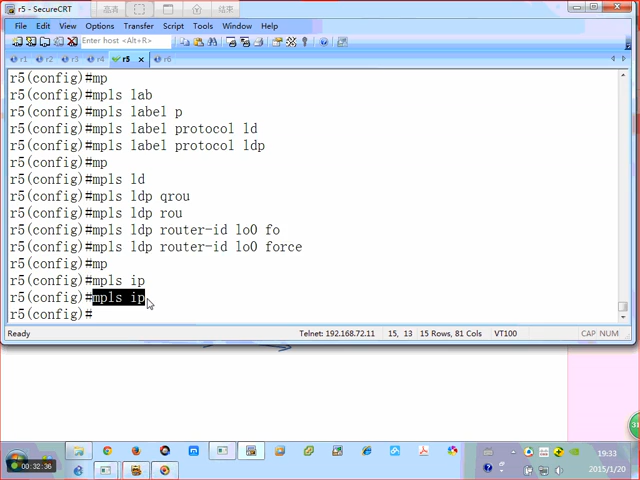 r5 - SecureCRT
高清
结束
File Edit View Options Transfer Script Tools Window Help
Enter host <Alt+R>
r1 r2 r3 r4 r5 r6
r5(config)#mp
r5(config)#mpls lab
r5(config)#mpls label p
r5(config)#mpls label protocol ld
r5(config)#mpls label protocol ldp
r5(config)#mp
r5(config)#mpls ld
r5(config)#mpls ldp qrou
r5(config)#mpls ldp rou
r5(config)#mpls ldp router-id lo0 fo
r5(config)#mpls ldp router-id lo0 force
r5(config)#mp
r5(config)#mpls ip
r5(config)#mpls ip
r5(config)#
Ready Telnet: 192.168.72.11 15, 13 15 Rows, 81 Cols VT100 CAP NUM
31
00:32:36
19:33
2015/1/20